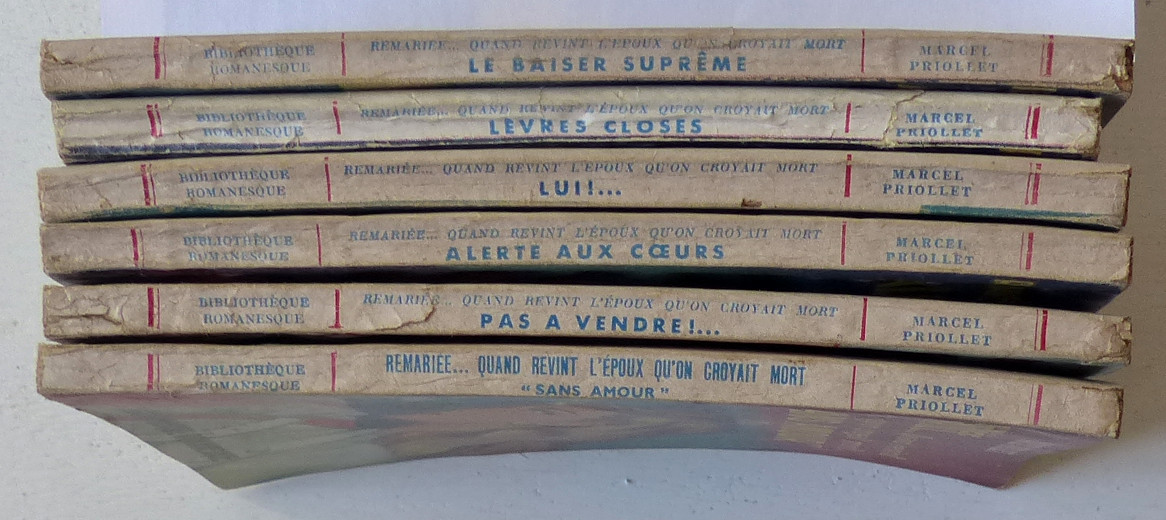 BIBLIOTHÈQUE
ROMANESQUE
REMARIÉE... QUAND REVINT L'ÉPOUX QU'ON CROYAIT MORT
LE BAISER SUPRÊME
MARCEL
PRIOLLET
BIBLIOTHÈQUE
ROMANESQUE
REMARIÉE... QUAND REVINT L'ÉPOUX QU'ON CROYAIT MORT
LÈVRES CLOSES
MARCEL
PRIOLLET
BIBLIOTHÈQUE
ROMANESQUE
REMARIÉE... QUAND REVINT L'ÉPOUX QU'ON CROYAIT MORT
LUI!...
MARCEL
PRIOLLET
BIBLIOTHÈQUE
ROMANESQUE
REMARIÉE... QUAND REVINT L'ÉPOUX QU'ON CROYAIT MORT
ALERTE AUX CŒURS
MARCEL
PRIOLLET
BIBLIOTHÈQUE
ROMANESQUE
REMARIÉE... QUAND REVINT L'ÉPOUX QU'ON CROYAIT MORT
PAS A VENDRE!...
MARCEL
PRIOLLET
BIBLIOTHÈQUE
ROMANESQUE
REMARIÉE... QUAND REVINT L'ÉPOUX QU'ON CROYAIT MORT
"SANS AMOUR"
MARCEL
PRIOLLET